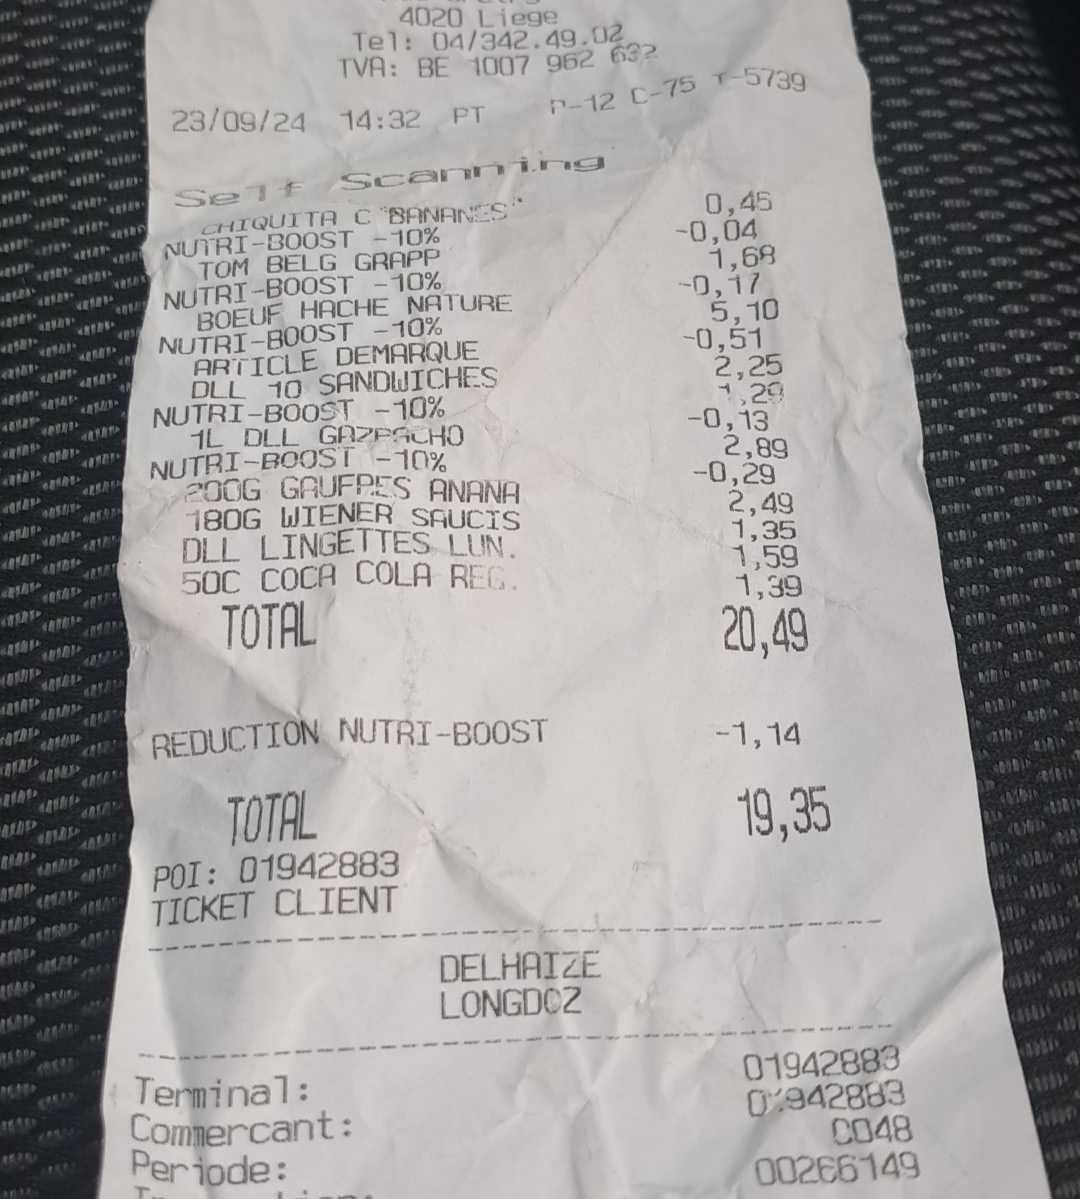 4020 Liege
Tel: 04/342.49.02
TVA: BE 1007 962 632
23/09/24 14:32 PT P-12 C-75 T-5739
Self Scanning
CHIQUITA C BANANES 0,45
NUTRI-BOOST -10% -0,04
TOM BELG GRAPP 1,68
NUTRI-BOOST -10% -0,17
BOEUF HACHE NATURE 5,10
NUTRI-BOOST -10% -0,51
ARTICLE DEMARQUE 2,25
DLL 10 SANDWICHES 1,29
NUTRI-BOOST -10% -0,13
1L DLL GAZPACHO 2,89
NUTRI-BOOST -10% -0,29
200G GAUFRES ANANA 2,49
180G WIENER SAUCIS 1,35
DLL LINGETTES LUN. 1,59
50C COCA COLA REG. 1,39
TOTAL 20,49
REDUCTION NUTRI-BOOST -1,14
TOTAL 19,35
POI: 01942883
TICKET CLIENT
DELHAIZE
LONGDOZ
Terminal: 01942883
Commercant: 01942883
Periode: C048
00266149